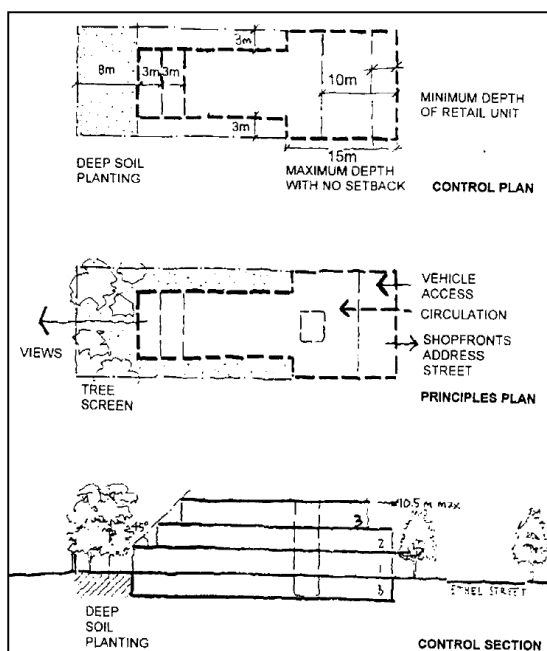 3m
8m
3m
3m
10m
MINIMUM DEPTH
OF RETAIL UNIT
3m
DEEP SOIL
PLANTING
15m
MAXIMUM DEPTH
WITH NO SETBACK
CONTROL PLAN
VEHICLE
ACCESS
CIRCULATION
SHOPFRONTS
ADDRESS
STREET
VIEWS
TREE
SCREEN
PRINCIPLES PLAN
10.5 m max
45°
3
2
1
ETHEL STREET
DEEP
SOIL
PLANTING
CONTROL SECTION